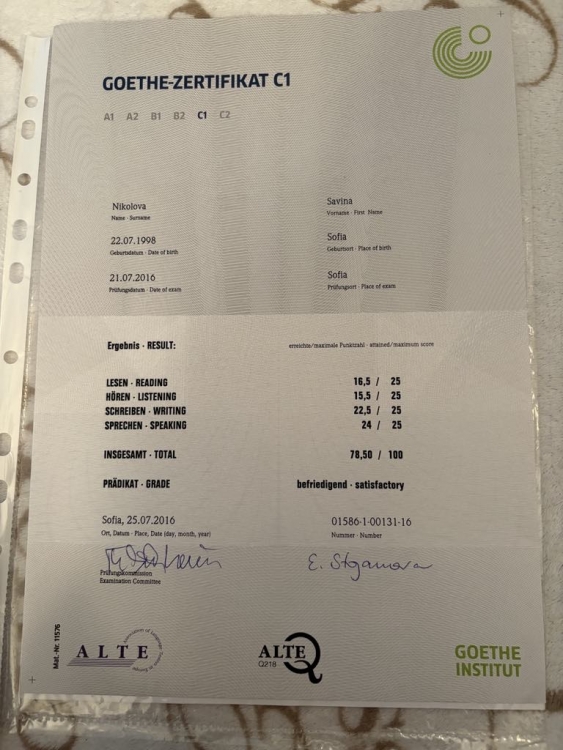 GOETHE-ZERTIFIKAT C1
A1 A2 B1 B2 C1 C2
Nikolova
Name · Surname
Savina
Vorname · First Name
22.07.1998
Geburtsdatum · Date of birth
Sofia
Geburtsort · Place of birth
21.07.2016
Prüfungsdatum · Date of exam
Sofia
Prüfungsort · Place of exam
Ergebnis · RESULT:
erreichte/maximale Punktzahl · attained/maximum score
LESEN · READING 16,5 / 25
HÖREN · LISTENING 15,5 / 25
SCHREIBEN · WRITING 22,5 / 25
SPRECHEN · SPEAKING 24 / 25
INSGESAMT · TOTAL 78,50 / 100
PRÄDIKAT · GRADE befriedigend · satisfactory
Sofia, 25.07.2016
Ort, Datum · Place, Date (day, month, year)
01586-1-00131-16
Nummer · Number
Prüfungskommission
Examination Committee
Mat.-Nr. 11576
ALTE
ALTE
Q218
GOETHE
INSTITUT